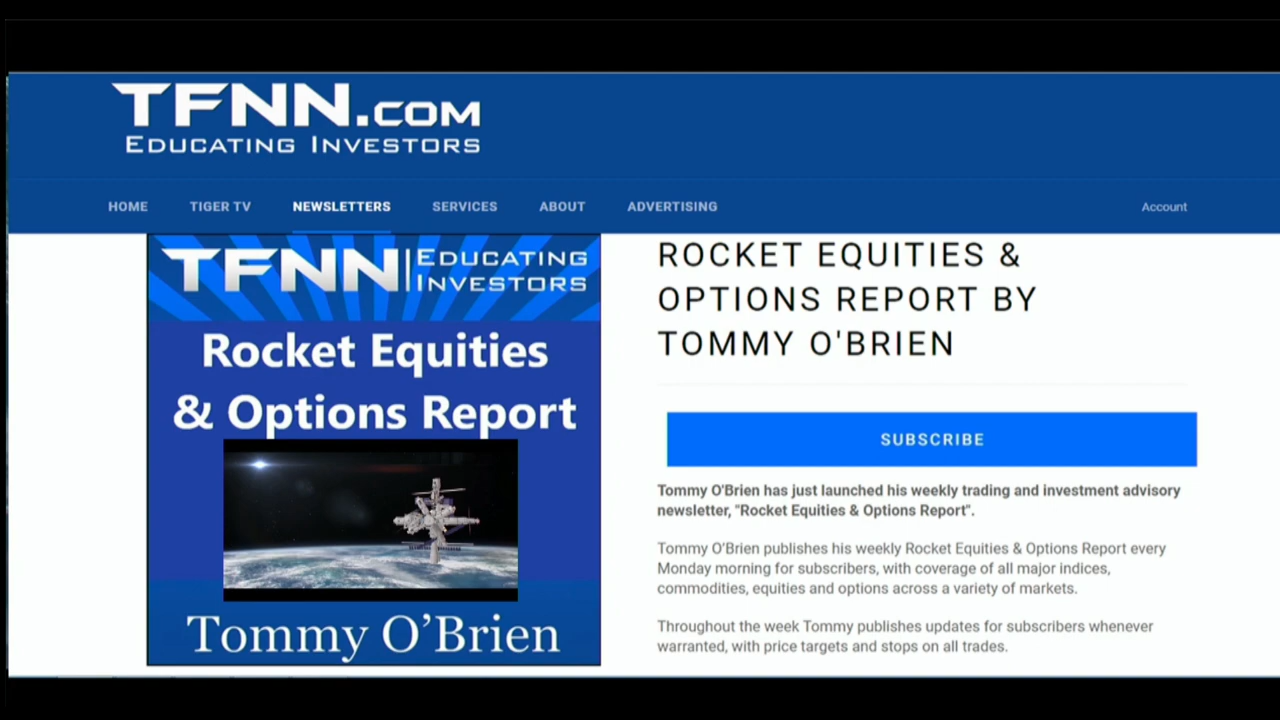 TFNN.COM
EDUCATING INVESTORS
HOME TIGER TV NEWSLETTERS SERVICES ABOUT ADVERTISING Account
TFNN EDUCATING
INVESTORS
Rocket Equities
& Options Report
Tommy O’Brien
ROCKET EQUITIES &
OPTIONS REPORT BY
TOMMY O'BRIEN
SUBSCRIBE
Tommy O'Brien has just launched his weekly trading and investment advisory
newsletter, "Rocket Equities & Options Report".
Tommy O’Brien publishes his weekly Rocket Equities & Options Report every
Monday morning for subscribers, with coverage of all major indices,
commodities, equities and options across a variety of markets.
Throughout the week Tommy publishes updates for subscribers whenever
warranted, with price targets and stops on all trades.